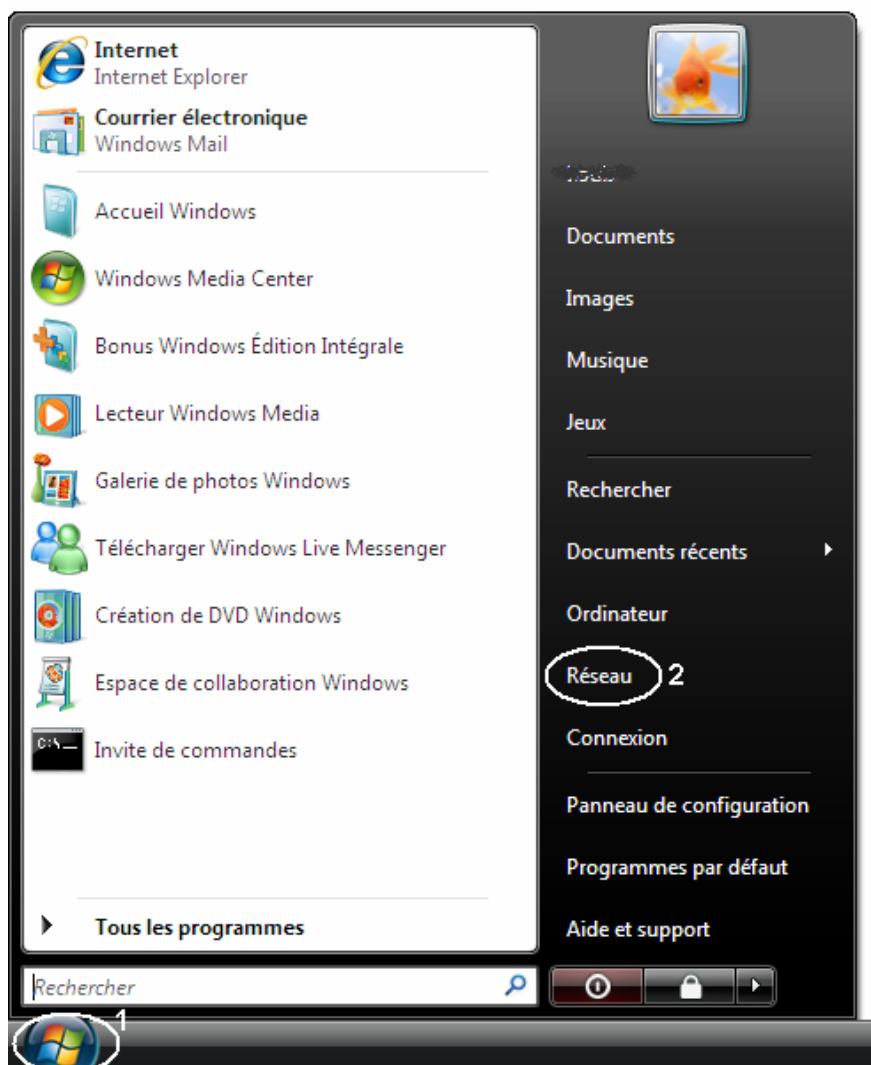 Internet
Internet Explorer
Courrier électronique
Windows Mail
Accueil Windows
Windows Media Center
Bonus Windows Édition Intégrale
Lecteur Windows Media
Galerie de photos Windows
Télécharger Windows Live Messenger
Création de DVD Windows
Espace de collaboration Windows
C:\
Invite de commandes
Tous les programmes
Rechercher
1
Documents
Images
Musique
Jeux
Rechercher
Documents récents
Ordinateur
Réseau 2
Connexion
Panneau de configuration
Programmes par défaut
Aide et support